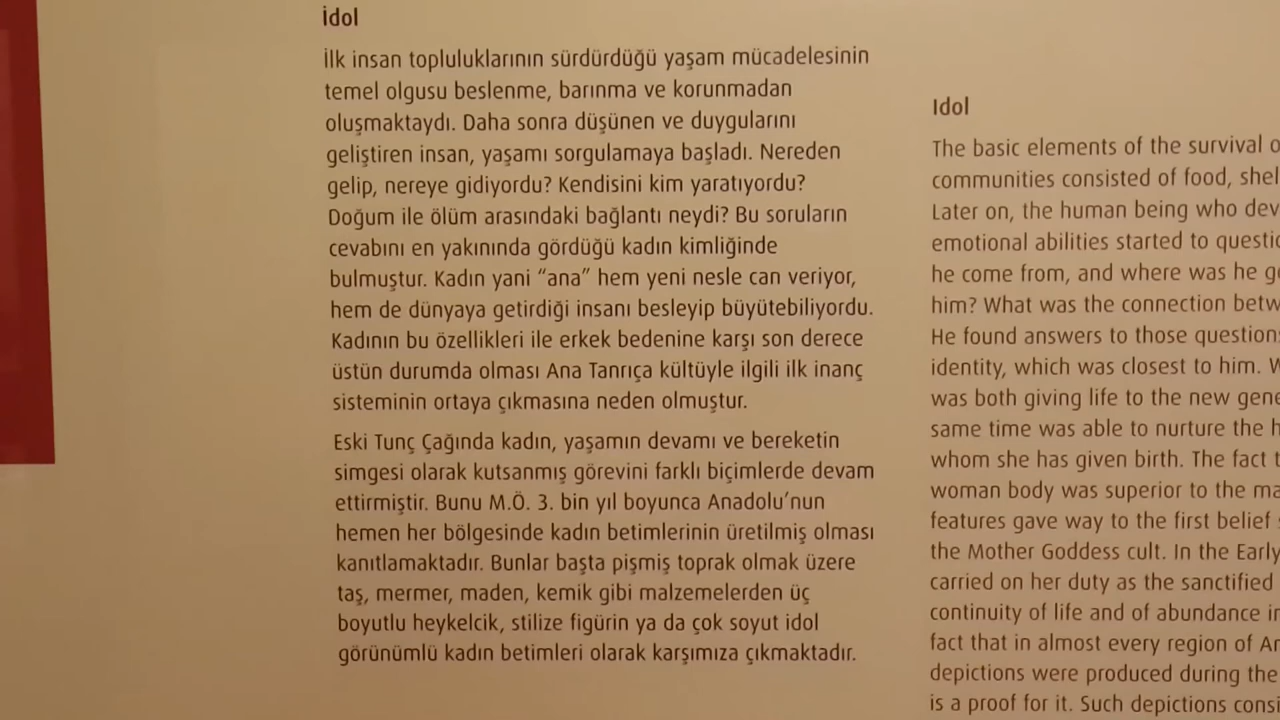 İdol
İlk insan topluluklarının sürdürdüğü yaşam mücadelesinin
temel olgusu beslenme, barınma ve korunmadan
oluşmaktaydı. Daha sonra düşünen ve duygularını
geliştiren insan, yaşamı sorgulamaya başladı. Nereden
gelip, nereye gidiyordu? Kendisini kim yaratıyordu?
Doğum ile ölüm arasındaki bağlantı neydi? Bu soruların
cevabını en yakınında gördüğü kadın kimliğinde
bulmuştur. Kadın yani “ana” hem yeni nesle can veriyor,
hem de dünyaya getirdiği insanı besleyip büyütebiliyordu.
Kadının bu özellikleri ile erkek bedenine karşı son derece
üstün durumda olması Ana Tanrıça kültüyle ilgili ilk inanç
sisteminin ortaya çıkmasına neden olmuştur.
Eski Tunç Çağında kadın, yaşamın devamı ve bereketin
simgesi olarak kutsanmış görevini farklı biçimlerde devam
ettirmiştir. Bunu M.Ö. 3. bin yıl boyunca Anadolu’nun
hemen her bölgesinde kadın betimlerinin üretilmiş olması
kanıtlamaktadır. Bunlar başta pişmiş toprak olmak üzere
taş, mermer, maden, kemik gibi malzemelerden üç
boyutlu heykelcik, stilize figürin ya da çok soyut idol
görünümlü kadın betimleri olarak karşımıza çıkmaktadır.
Idol
The basic elements of the survival
communities consisted of food,
Later on, the human being who
emotional abilities started to
he come from, and where was he
him? What was the connection
He found answers to those
identity, which was closest to him.
was both giving life to the new
same time was able to nurture the
whom she has given birth. The fact
woman body was superior to the
features gave way to the first belief
the Mother Goddess cult. In the Early
carried on her duty as the sanctified
continuity of life and of abundance
fact that in almost every region of
depictions were produced during the
is a proof for it. Such depictions